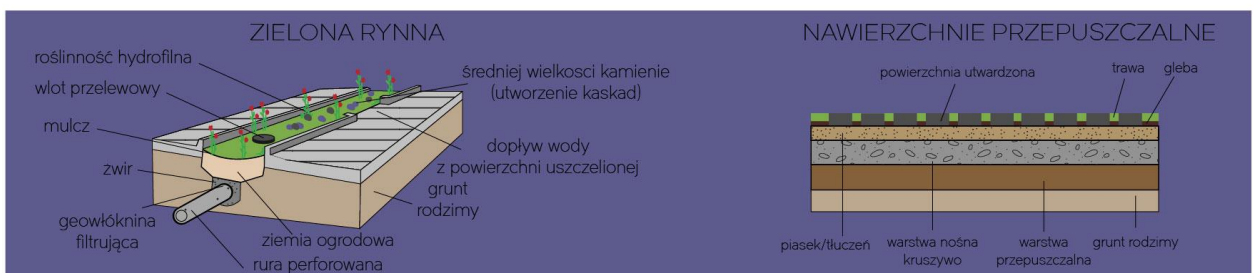 ZIELONA RYNNA
roślinność hydrofilna
wlot przelewowy
mulcz
żwir
geowłóknina
filtrująca
rura perforowana
ziemia ogrodowa
średniej wielkosci kamienie
(utworzenie kaskad)
dopływ wody
z powierzchni uszczelionej
grunt
rodzimy
NAWIERZCHNIE PRZEPUSZCZALNE
powierzchnia utwardzona
trawa
gleba
piasek/tłuczeń
warstwa nośna
kruszywo
warstwa
przepuszczalna
grunt rodzimy